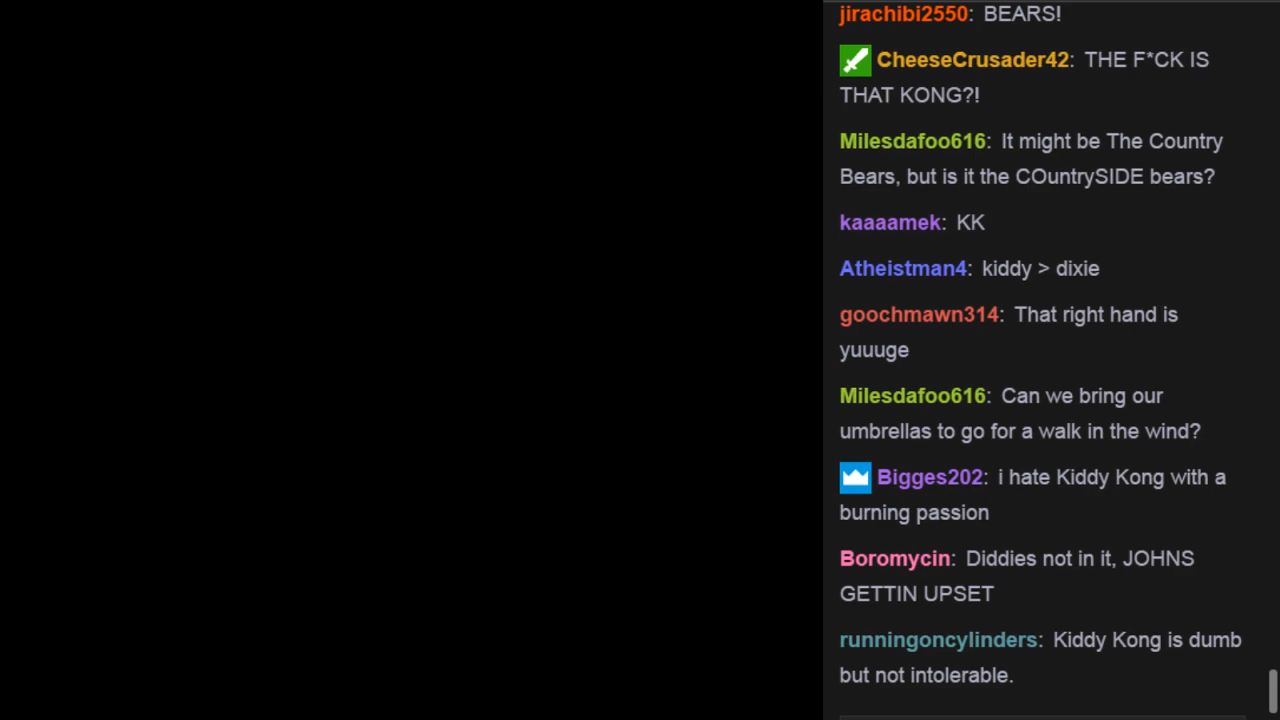 jirachibi2550: BEARS!
CheeseCrusader42: THE F*CK IS
THAT KONG?!
Milesdafoo616: It might be The Country
Bears, but is it the COuntrySIDE bears?
kaaaamek: KK
Atheistman4: kiddy > dixie
goochmawn314: That right hand is
yuuuge
Milesdafoo616: Can we bring our
umbrellas to go for a walk in the wind?
Bigges202: i hate Kiddy Kong with a
burning passion
Boromycin: Diddies not in it, JOHNS
GETTIN UPSET
runningoncylinders: Kiddy Kong is dumb
but not intolerable.